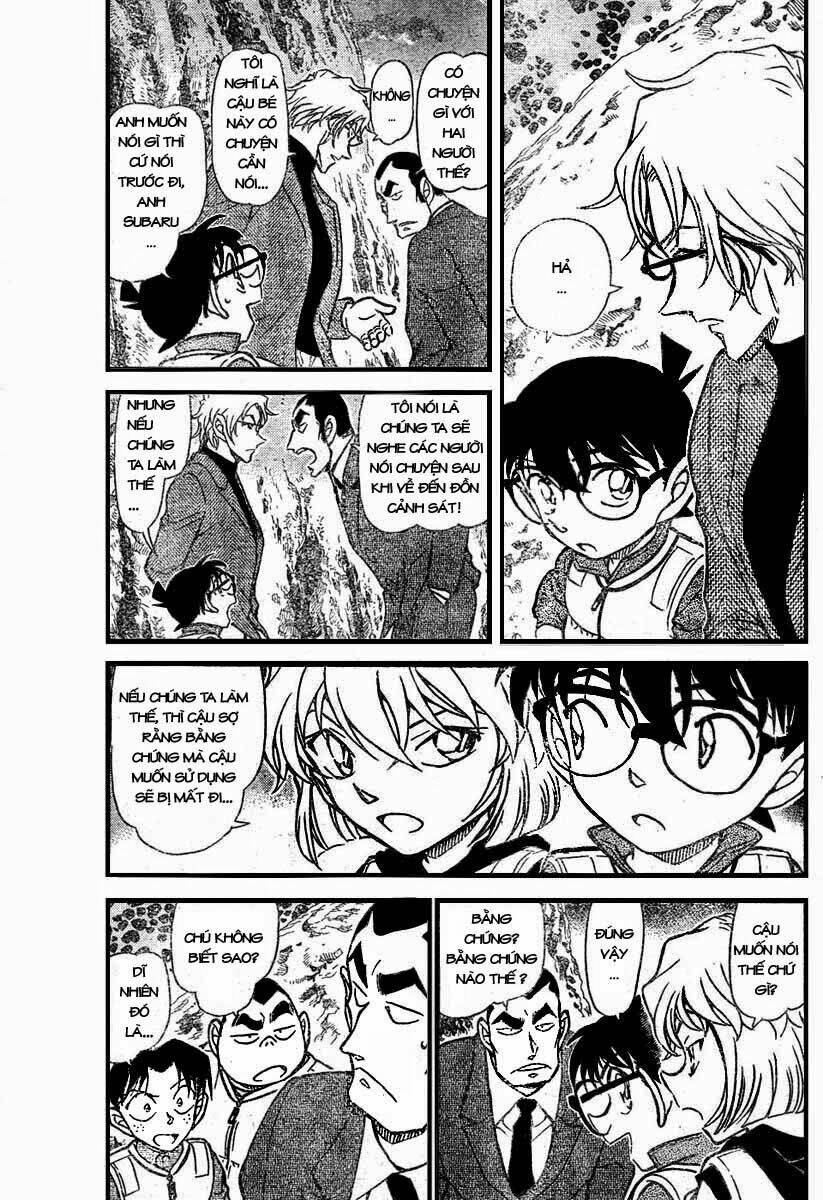 HẢ
...
CÓ
CHUYỆN
GÌ VỚI
HAI
NGƯỜI
THẾ?
KHÔNG
...
TÔI
NGHĨ LÀ
CẬU BÉ
NÀY CÓ
CHUYỆN
CẦN
NÓI...
ANH MUỐN
NÓI GÌ THÌ
CỨ NÓI
TRƯỚC ĐI,
ANH
SUBARU
...
TÔI NÓI LÀ
CHÚNG TA SẼ
NGHE CÁC NGƯỜI
NÓI CHUYỆN SAU
KHI VỀ ĐẾN ĐỒN
CẢNH SÁT!
NHƯNG
NẾU
CHÚNG
TA LÀM
THẾ
...
NẾU CHÚNG TA LÀM
THẾ, THÌ CẬU SỢ
RẰNG BẰNG
CHỨNG MÀ CẬU
MUỐN SỬ DỤNG
SẼ BỊ MẤT ĐI...
CẬU
MUỐN NÓI
THẾ CHỨ
GÌ?
ĐÚNG
VẬY
...
BẰNG
CHỨNG?
BẰNG CHỨNG
NÀO THẾ ?
CHÚ KHÔNG
BIẾT SAO?
DĨ
NHIÊN
ĐÓ
LÀ...